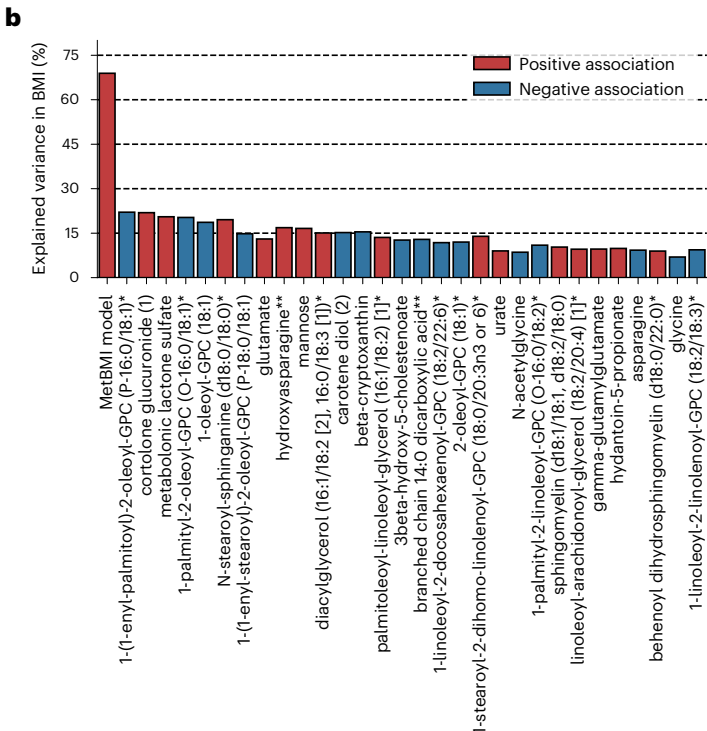 b
Explained variance in BMI (%)
75
60
45
30
15
0
Positive association
Negative association
MetBMI model
1-(1-enyl-palmitoyl)-2-oleoyl-GPC (P-16:0/18:1)*
cortolone glucuronide (1)
metabolonic lactone sulfate
1-palmityl-2-oleoyl-GPC (O-16:0/18:1)*
1-oleoyl-GPC (18:1)
N-stearoyl-sphinganine (d18:0/18:0)*
1-(1-enyl-stearoyl)-2-oleoyl-GPC (P-18:0/18:1)
glutamate
hydroxyasparagine**
mannose
diacylglycerol (16:1/18:2 [2], 16:0/18:3 [1])*
carotene diol (2)
beta-cryptoxanthin
palmitoleoyl-linoleoyl-glycerol (16:1/18:2) [1]*
3beta-hydroxy-5-cholestenoate
branched chain 14:0 dicarboxylic acid**
1-linoleoyl-2-docosahexaenoyl-GPC (18:2/22:6)*
2-oleoyl-GPC (18:1)*
1-stearoyl-2-dihomo-linolenoyl-GPC (18:0/20:3n3 or 6)*
urate
N-acetylglycine
1-palmityl-2-linoleoyl-GPC (O-16:0/18:2)*
sphingomyelin (d18:1/18:1, d18:2/18:0)
linoleoyl-arachidonoyl-glycerol (18:2/20:4) [1]*
gamma-glutamylglutamate
hydantoin-5-propionate
asparagine
behenoyl dihydrosphingomyelin (d18:0/22:0)*
glycine
1-linoleoyl-2-linolenoyl-GPC (18:2/18:3)*